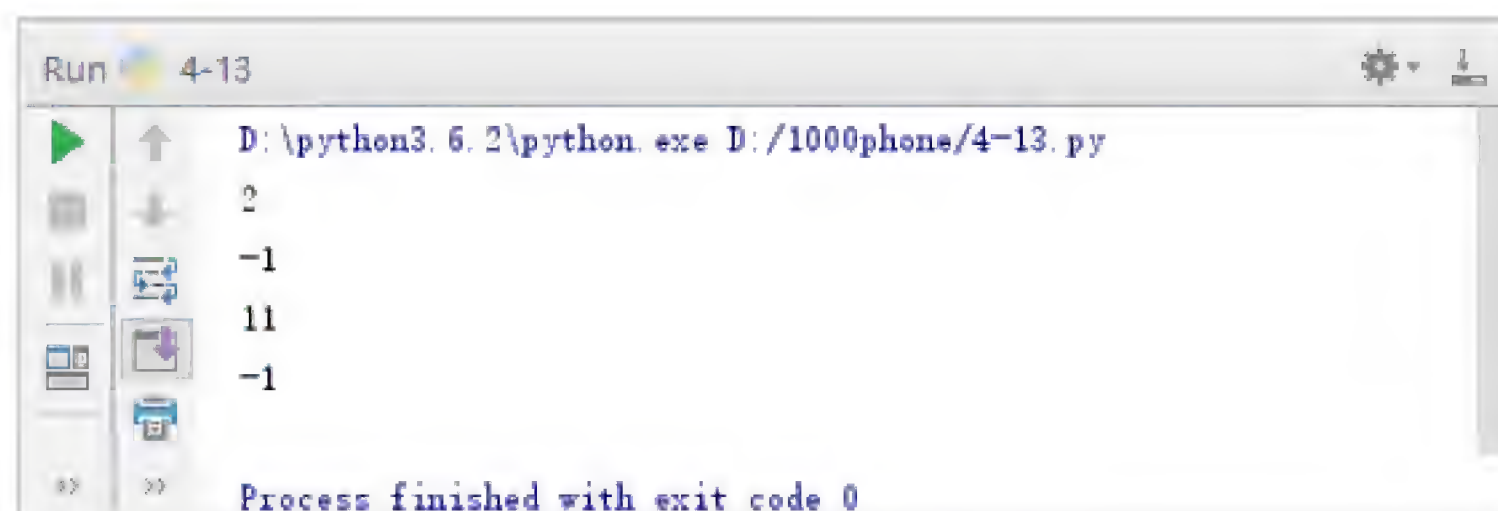 Run 4-13
D:\python3.6.2\python.exe D:/1000phone/4-13.py
2
-1
11
-1
Process finished with exit code 0